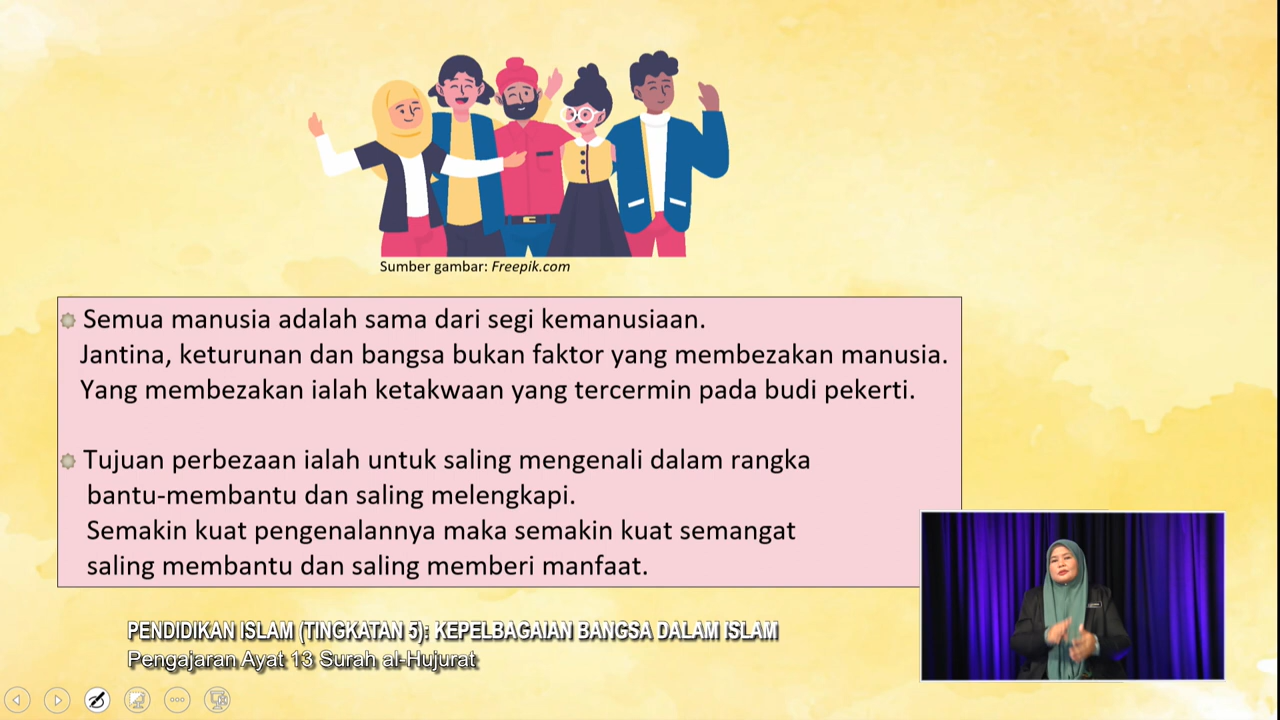 Sumber gambar: Freepik.com
Semua manusia adalah sama dari segi kemanusiaan.
Jantina, keturunan dan bangsa bukan faktor yang membezakan manusia.
Yang membezakan ialah ketakwaan yang tercermin pada budi pekerti.
Tujuan perbezaan ialah untuk saling mengenali dalam rangka
bantu-membantu dan saling melengkapi.
Semakin kuat pengenalannya maka semakin kuat semangat
saling membantu dan saling memberi manfaat.
PENDIDIKAN ISLAM (TINGKATAN 5): KEPELBAGAIAN BANGSA DALAM ISLAM
Pengajaran Ayat 13 Surah al-Hujurat